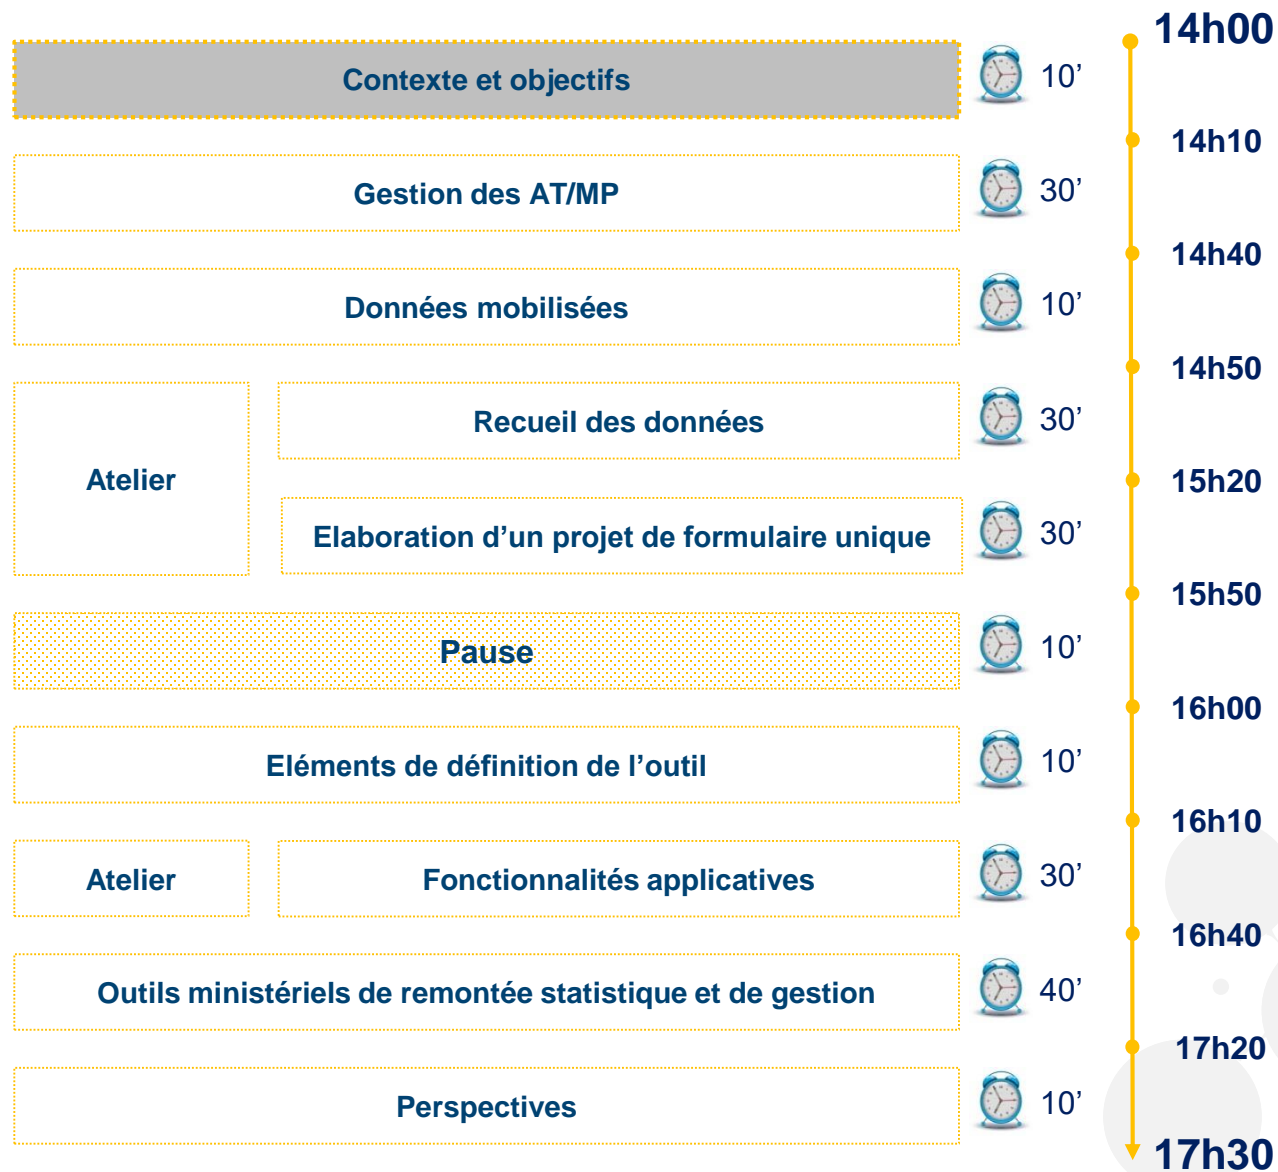 14h00
Contexte et objectifs 10’
14h10
Gestion des AT/MP 30’
14h40
Données mobilisées 10’
14h50
Recueil des données 30’
Atelier
15h20
Elaboration d’un projet de formulaire unique 30’
15h50
Pause 10’
16h00
Eléments de définition de l’outil 10’
16h10
Atelier Fonctionnalités applicatives 30’
16h40
Outils ministériels de remontée statistique et de gestion 40’
17h20
Perspectives 10’
17h30